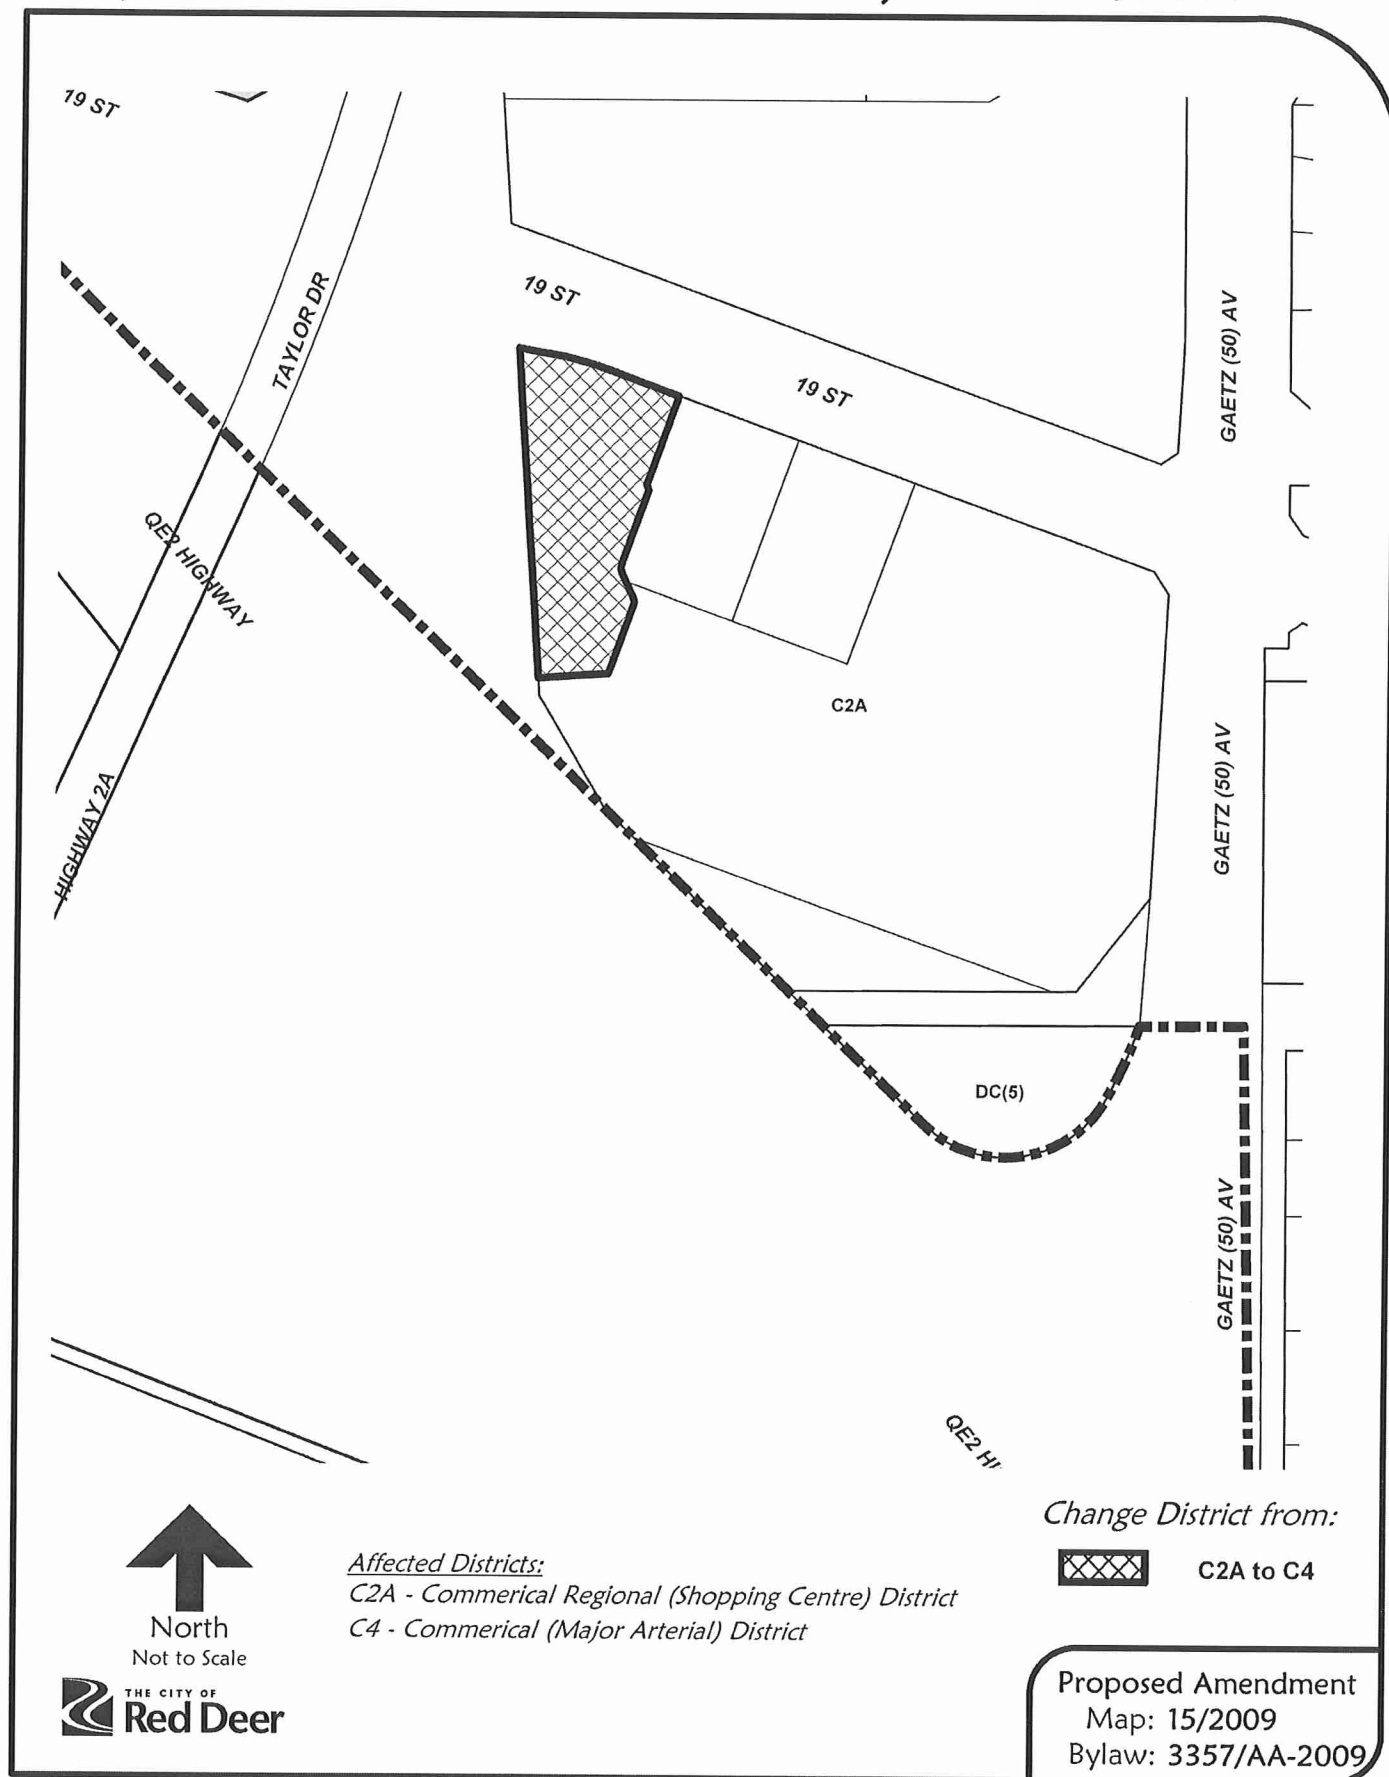 19 ST
19 ST
TAYLOR DR
GAETZ (50) AV
19 ST
QE2 HIGHWAY
C2A
GAETZ (50) AV
HIGHWAY 2A
DC(5)
GAETZ (50) AV
QE2 HI
Change District from:
C2A to C4
Affected Districts:
C2A - Commerical Regional (Shopping Centre) District
C4 - Commerical (Major Arterial) District
North
Not to Scale
THE CITY OF
Red Deer
Proposed Amendment
Map: 15/2009
Bylaw: 3357/AA-2009